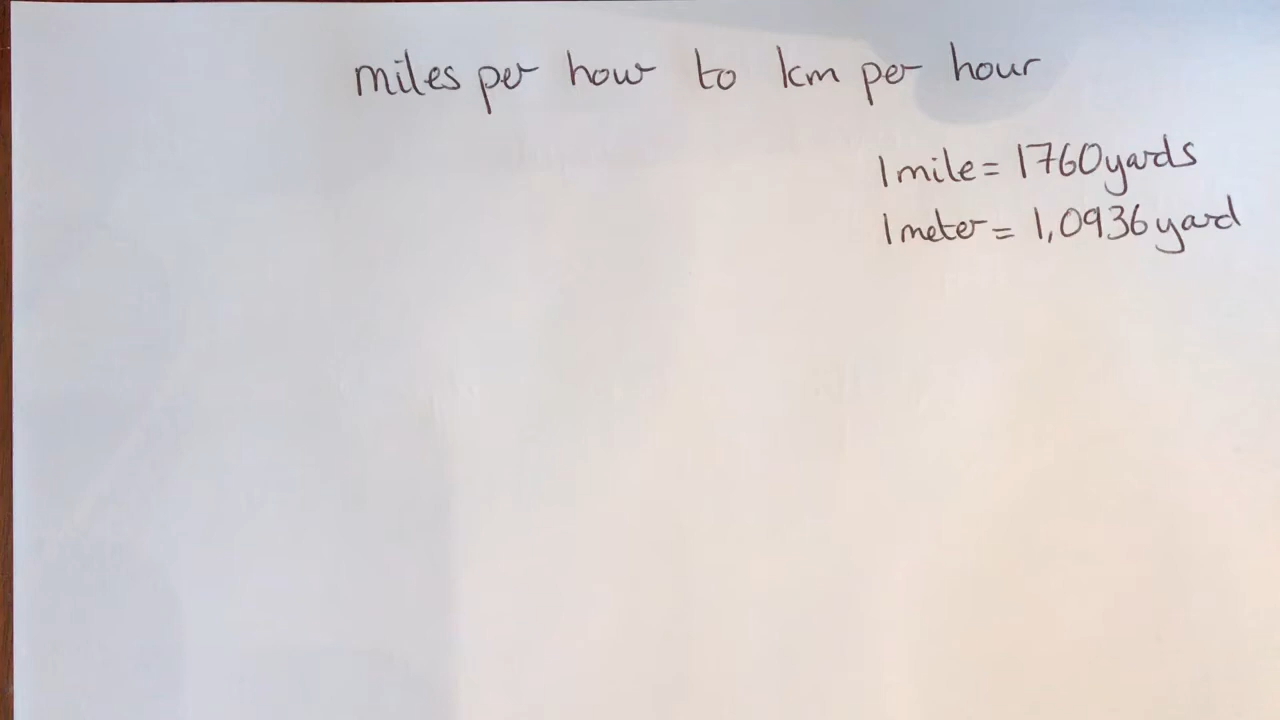 miles per hour to km per hour
1 mile = 1760 yards
1 meter = 1,0936 yard